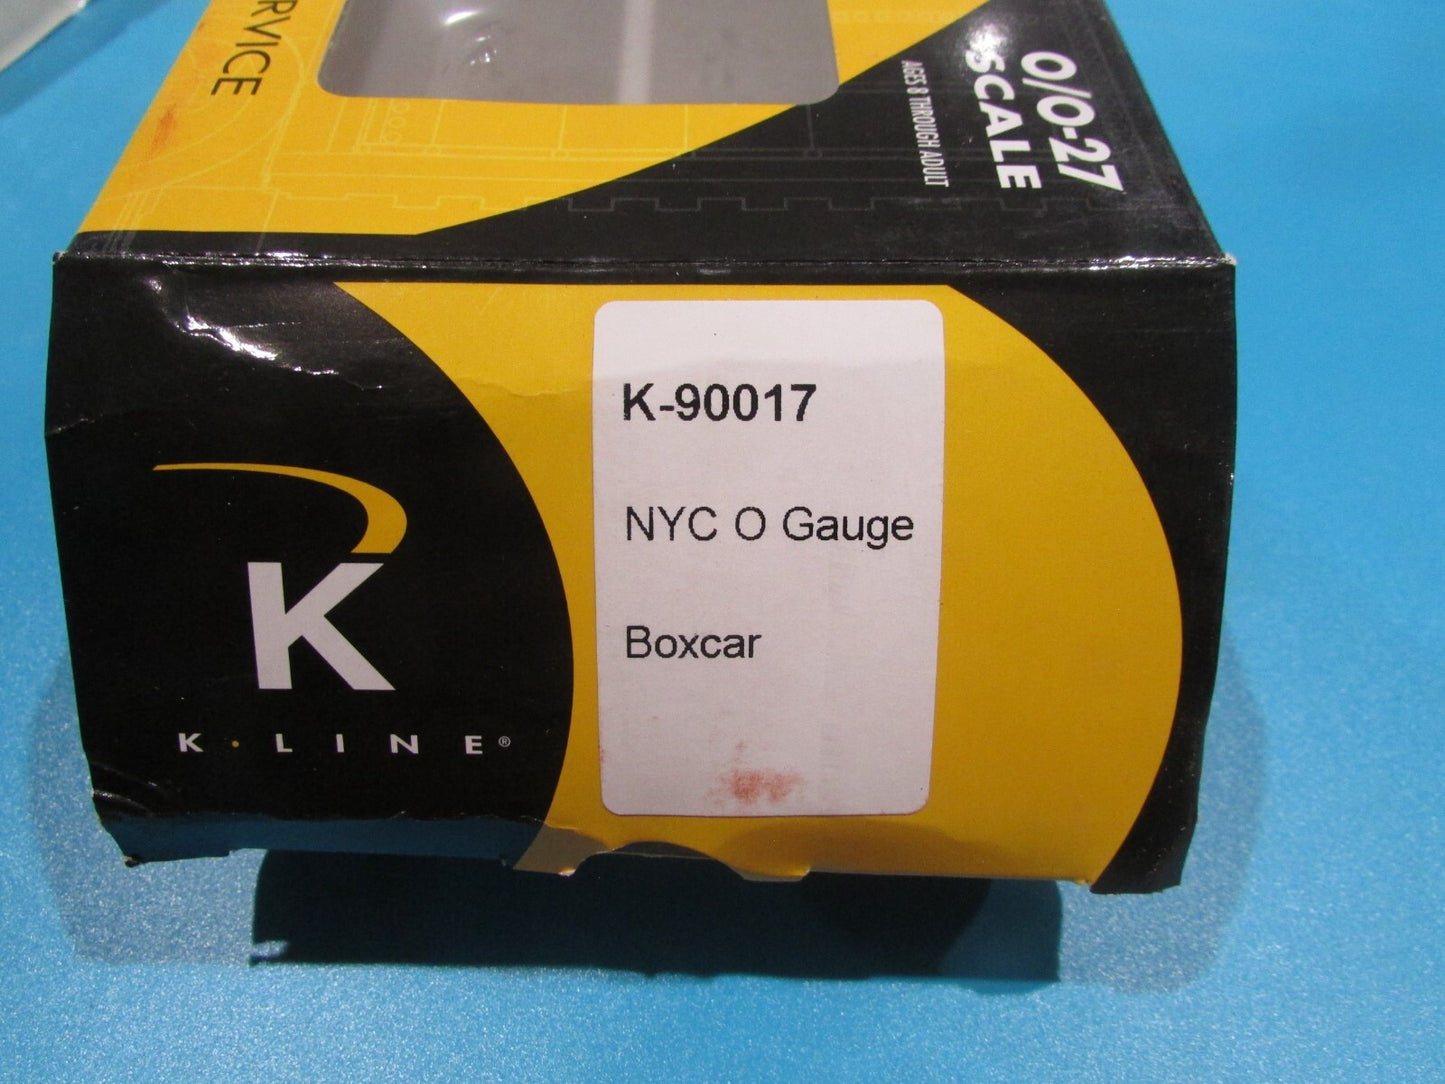 O/O-27
SCALE
AGES 8 THROUGH ADULT
K-90017
NYC O Gauge
Boxcar
K
K·LINE®